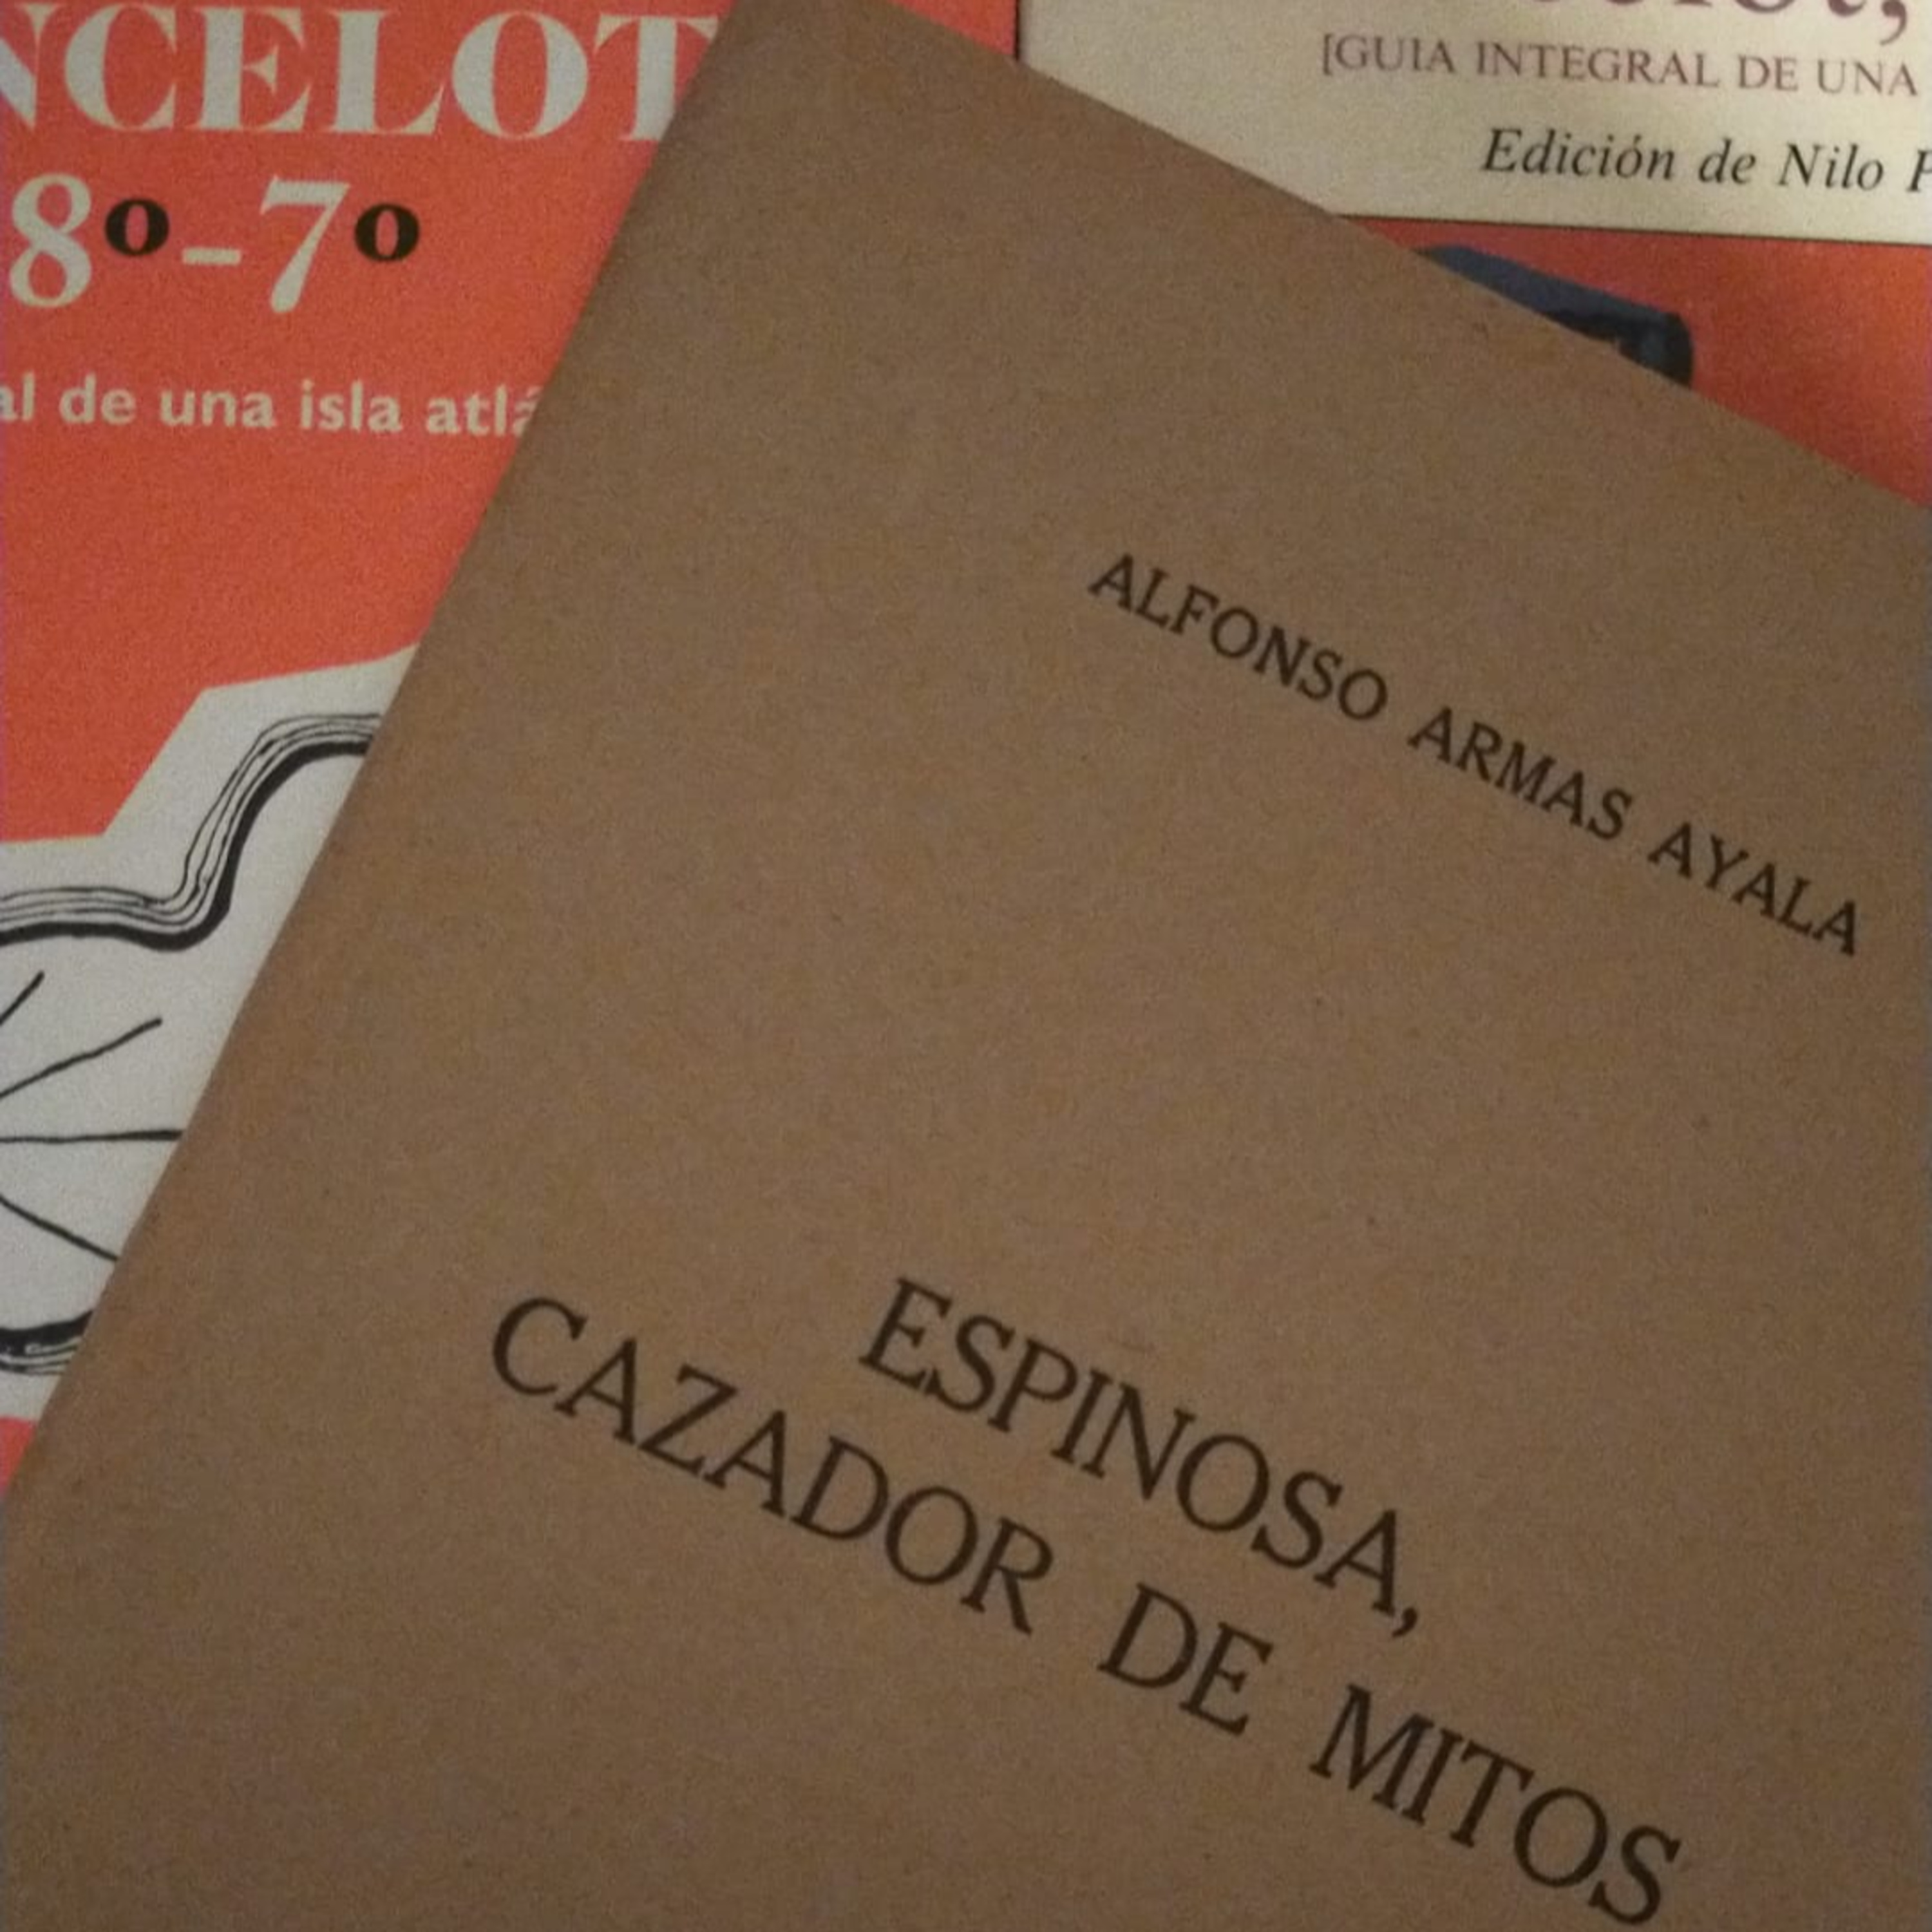 NCELOT
8º-7º
al de una isla atlá
[GUIA INTEGRAL DE UNA
Edición de Nilo P
ALFONSO ARMAS AYALA
ESPINOSA,
CAZADOR DE MITOS